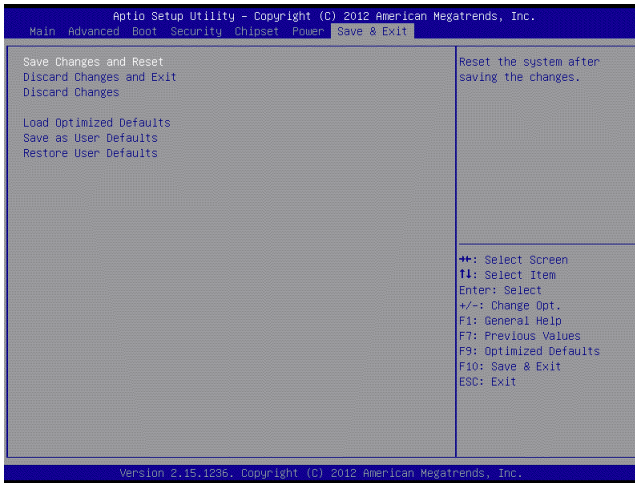 Aptio Setup Utility – Copyright (C) 2012 American Megatrends, Inc.
Main Advanced Boot Security Chipset Power Save & Exit
Save Changes and Reset
Discard Changes and Exit
Discard Changes
Load Optimized Defaults
Save as User Defaults
Restore User Defaults
Reset the system after
saving the changes.
→←: Select Screen
↑↓: Select Item
Enter: Select
+/-: Change Opt.
F1: General Help
F7: Previous Values
F9: Optimized Defaults
F10: Save & Exit
ESC: Exit
Version 2.15.1236. Copyright (C) 2012 American Megatrends, Inc.